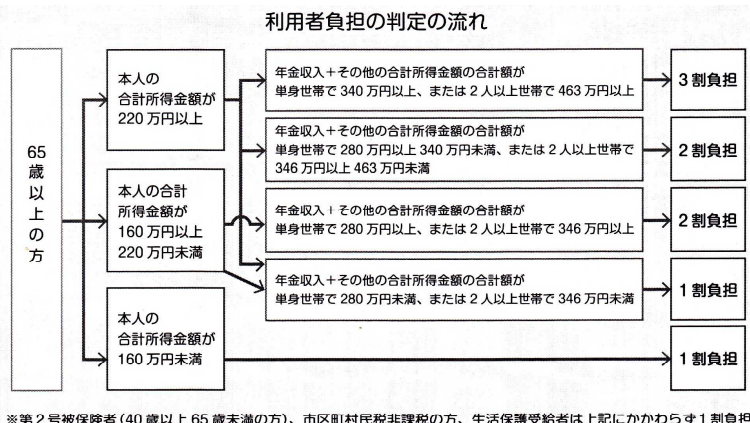 利用者負担の判定の流れ
65歳以上の方
本人の
合計所得金額が
220万円以上
本人の合計
所得金額が
160万円以上
220万円未満
本人の
合計所得金額が
160万円未満
年金収入+その他の合計所得金額の合計額が
単身世帯で340万円以上、または2人以上世帯で463万円以上
3割負担
年金収入+その他の合計所得金額の合計額が
単身世帯で280万円以上340万円未満、または2人以上世帯で
346万円以上463万円未満
2割負担
年金収入+その他の合計所得金額の合計額が
単身世帯で280万円以上、または2人以上世帯で346万円以上
2割負担
年金収入+その他の合計所得金額の合計額が
単身世帯で280万円未満、または2人以上世帯で346万円未満
1割負担
1割負担
※第2号被保険者(40歳以上65歳未満の方)、市区町村民税非課税の方、生活保護受給者は上記にかかわらず1割負担